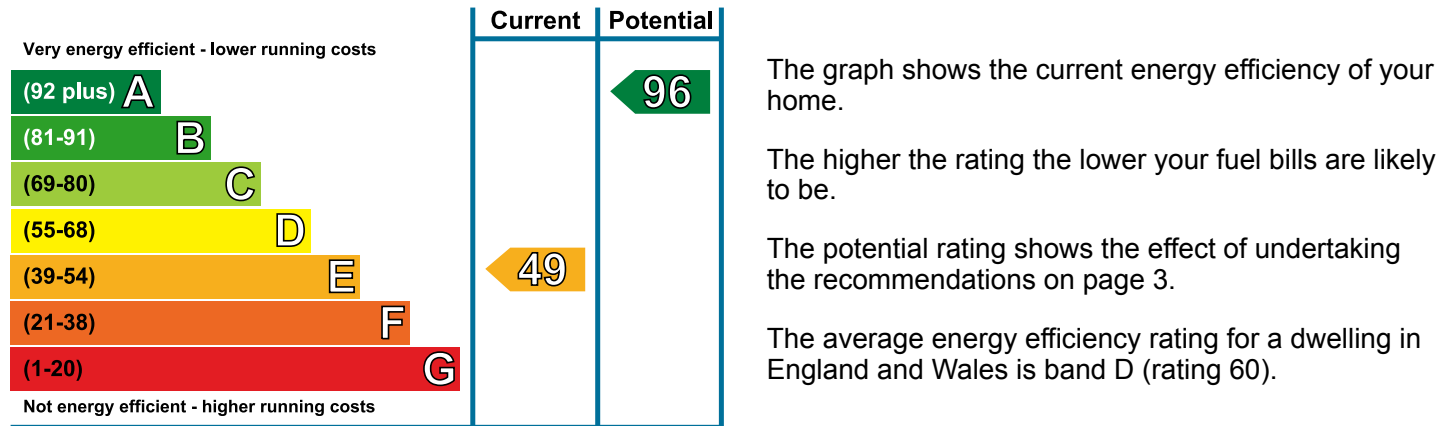 Current Potential
Very energy efficient - lower running costs
(92 plus) A
96
(81-91) B
(69-80) C
(55-68) D
(39-54) E
49
(21-38) F
(1-20) G
Not energy efficient - higher running costs
The graph shows the current energy efficiency of your
home.
The higher the rating the lower your fuel bills are likely
to be.
The potential rating shows the effect of undertaking
the recommendations on page 3.
The average energy efficiency rating for a dwelling in
England and Wales is band D (rating 60).